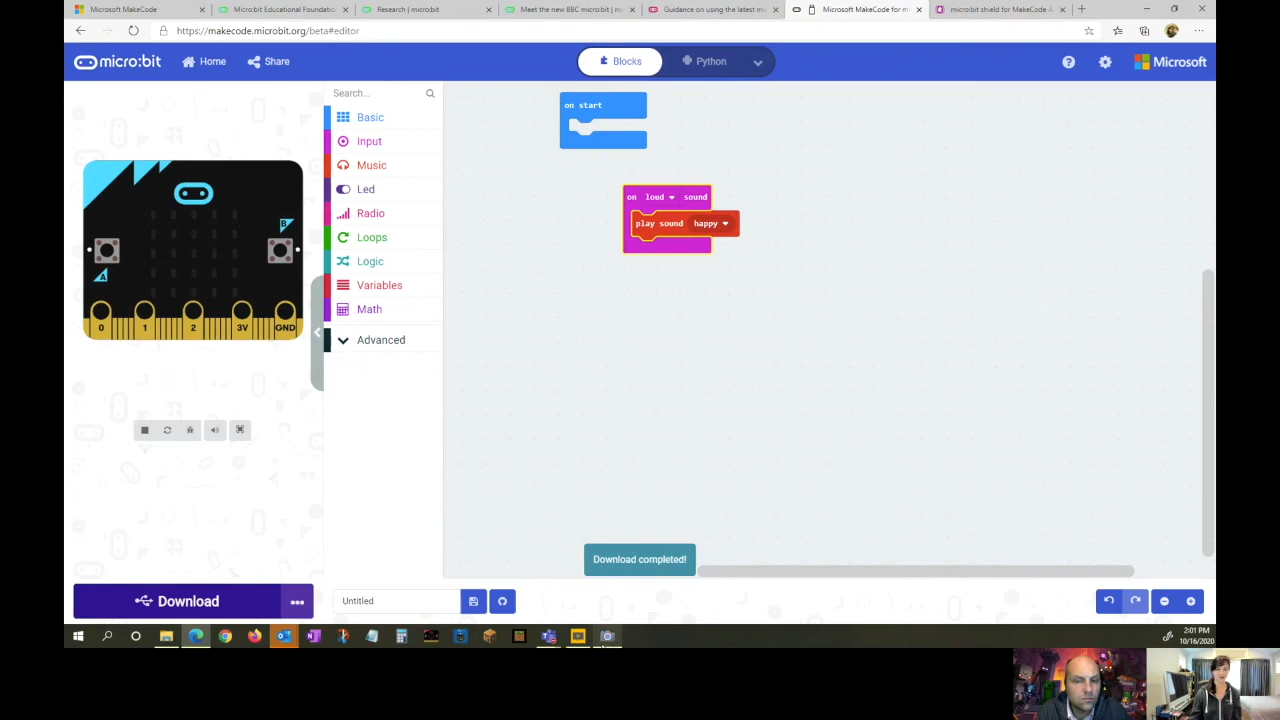 Microsoft MakeCode
Micro:bit Educational Foundation
Research | micro:bit
Meet the new BBC micro:bit | mi
Guidance on using the latest mic
Microsoft MakeCode for mi
micro:bit shield for MakeCode A
https://makecode.microbit.org/beta#editor
micro:bit
Home
Share
Blocks
Python
Microsoft
Search...
Basic
Input
Music
Led
Radio
Loops
Logic
Variables
Math
Advanced
on start
on loud sound
play sound happy
A
B
0 1 2 3V GND
Download completed!
Download
Untitled
2:01 PM
10/16/2020